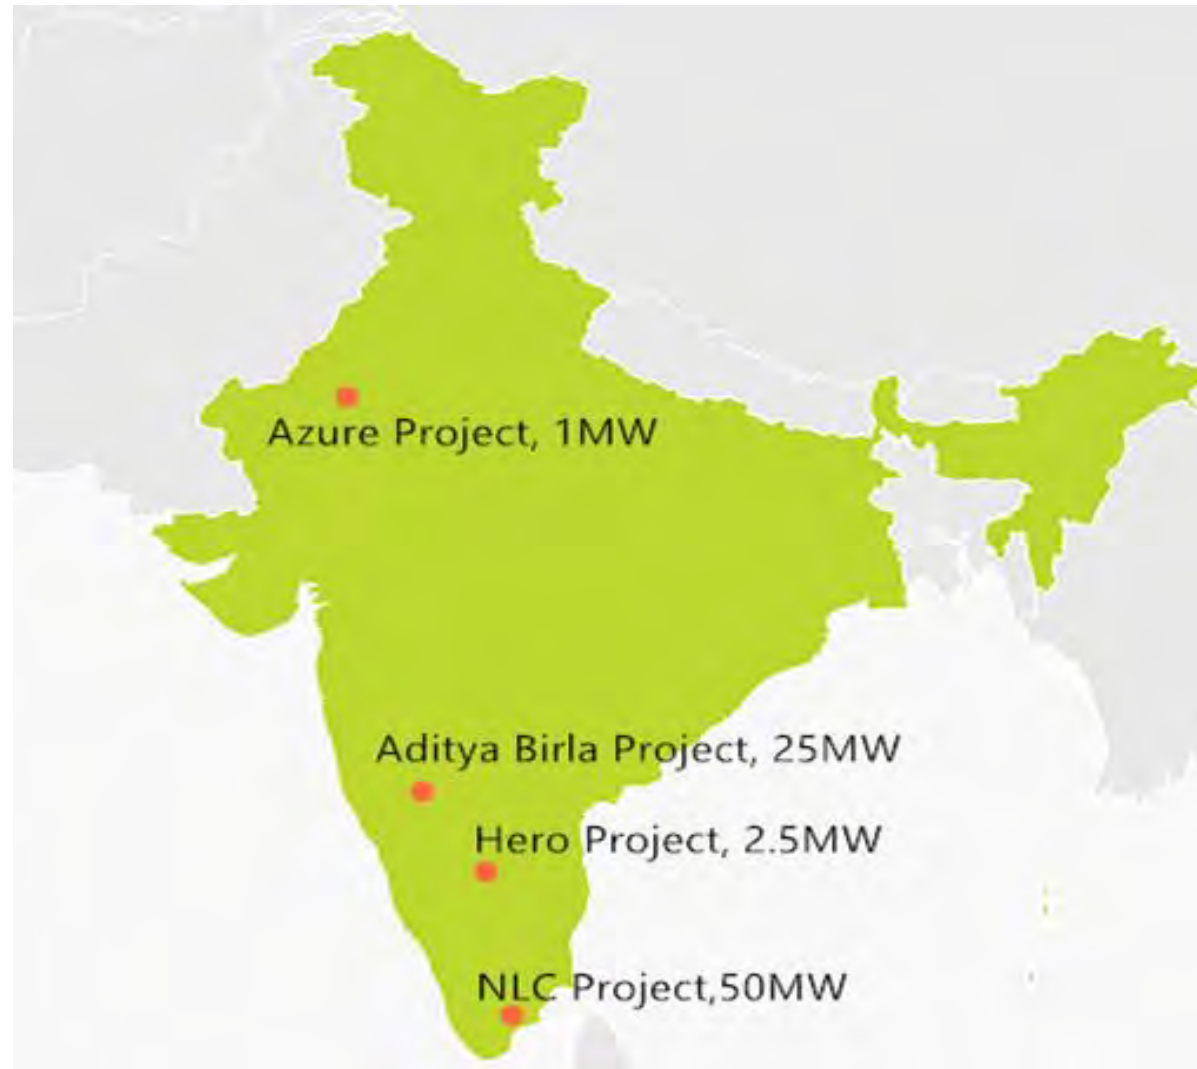 Azure Project, 1MW
Aditya Birla Project, 25MW
Hero Project, 2.5MW
NLC Project,50MW